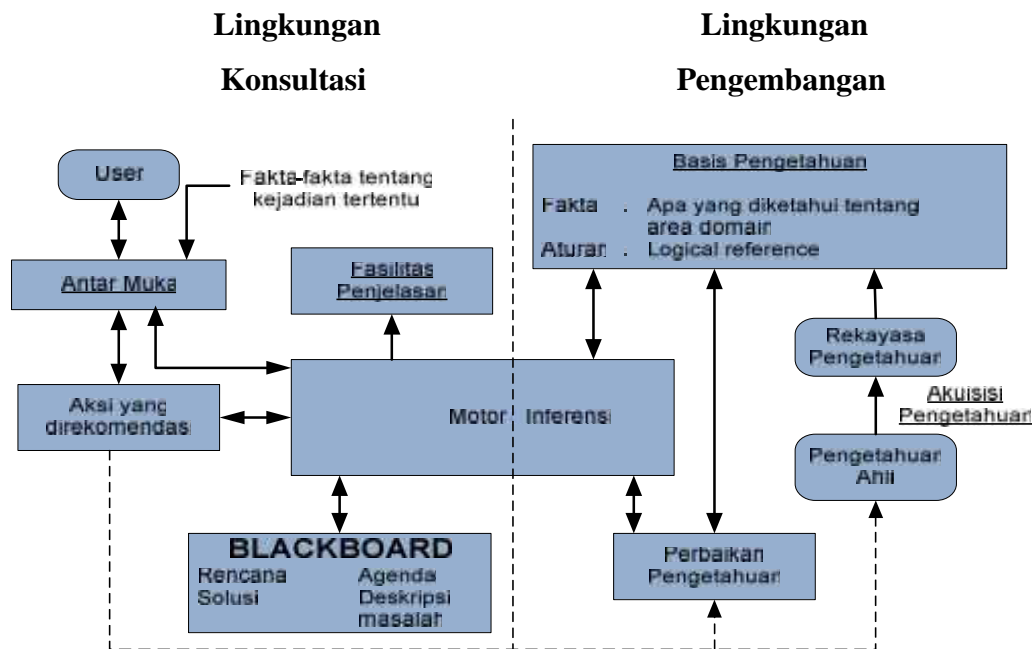 Lingkungan
Konsultasi
Lingkungan
Pengembangan
User
Fakta-fakta tentang
kejadian tertentu
Antar Muka
Fasilitas
Penjelasan
Aksi yang
direkomendasi
Motor Inferensi
BLACKBOARD
Rencana Agenda
Solusi Deskripsi
masalah
Basis Pengetahuan
Fakta : Apa yang diketahui tentang
area domain
Aturan : Logical reference
Rekayasa
Pengetahuan
Akuisisi
Pengetahuan
Pengetahuan
Ahli
Perbaikan
Pengetahuan